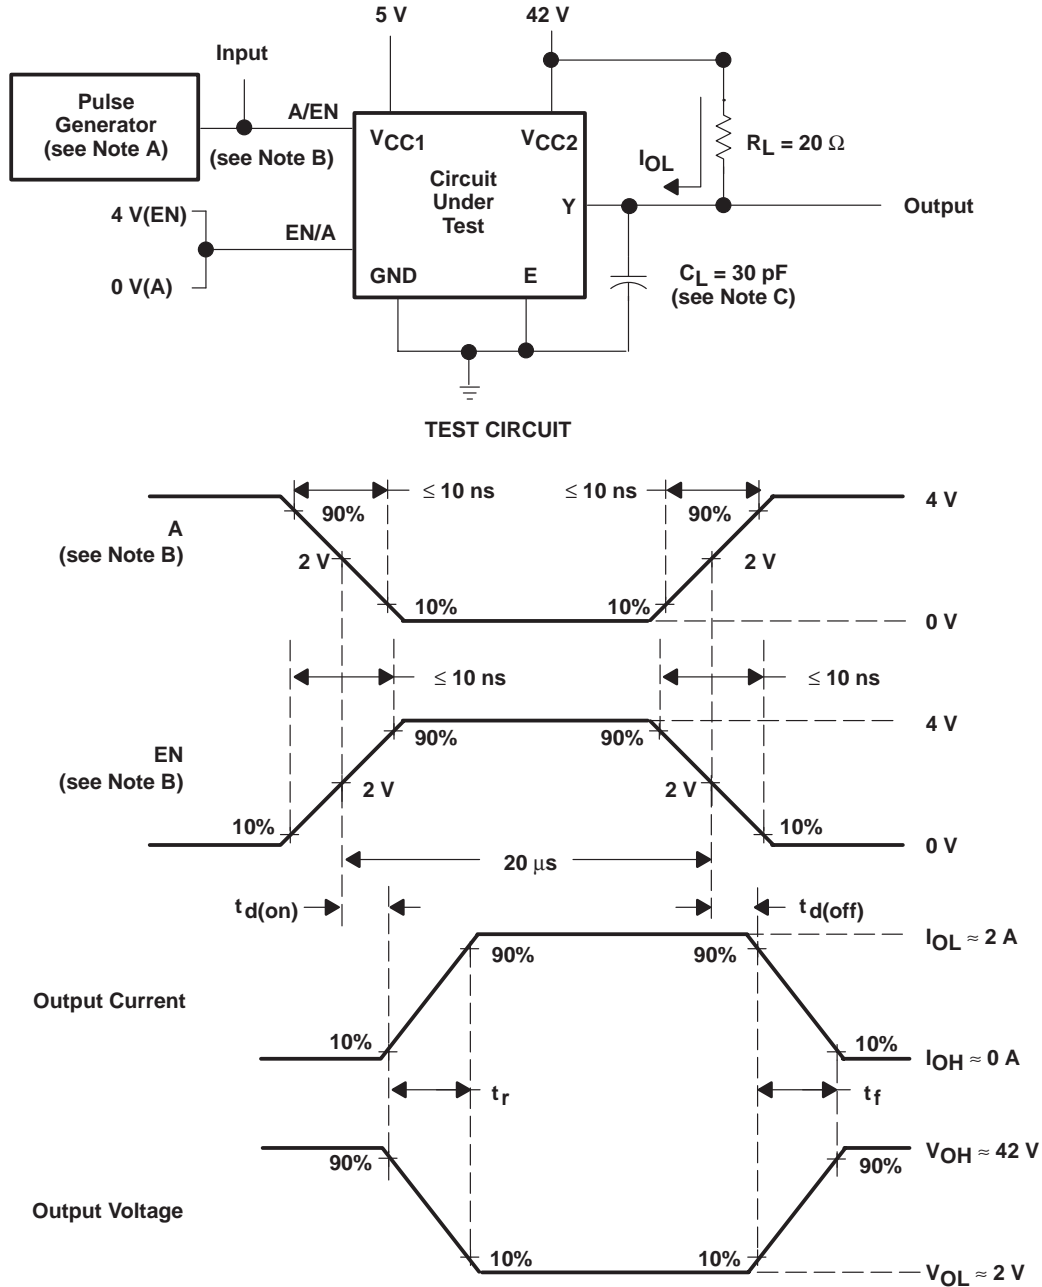 5 V
42 V
Input
Pulse
Generator
(see Note A)
A/EN
(see Note B)
VCC1
VCC2
Circuit
Under
Test
IOL
RL = 20 Ω
Y
Output
4 V(EN)
EN/A
0 V(A)
GND
E
CL = 30 pF
(see Note C)
TEST CIRCUIT
≤ 10 ns
≤ 10 ns
4 V
A
(see Note B)
90%
90%
2 V
2 V
10%
10%
0 V
≤ 10 ns
≤ 10 ns
4 V
EN
(see Note B)
90%
90%
2 V
2 V
10%
10%
0 V
20 μs
td(on)
td(off)
IOL ≈ 2 A
90%
90%
Output Current
10%
10%
IOH ≈ 0 A
tr
tf
VOH ≈ 42 V
90%
90%
Output Voltage
10%
10%
VOL ≈ 2 V